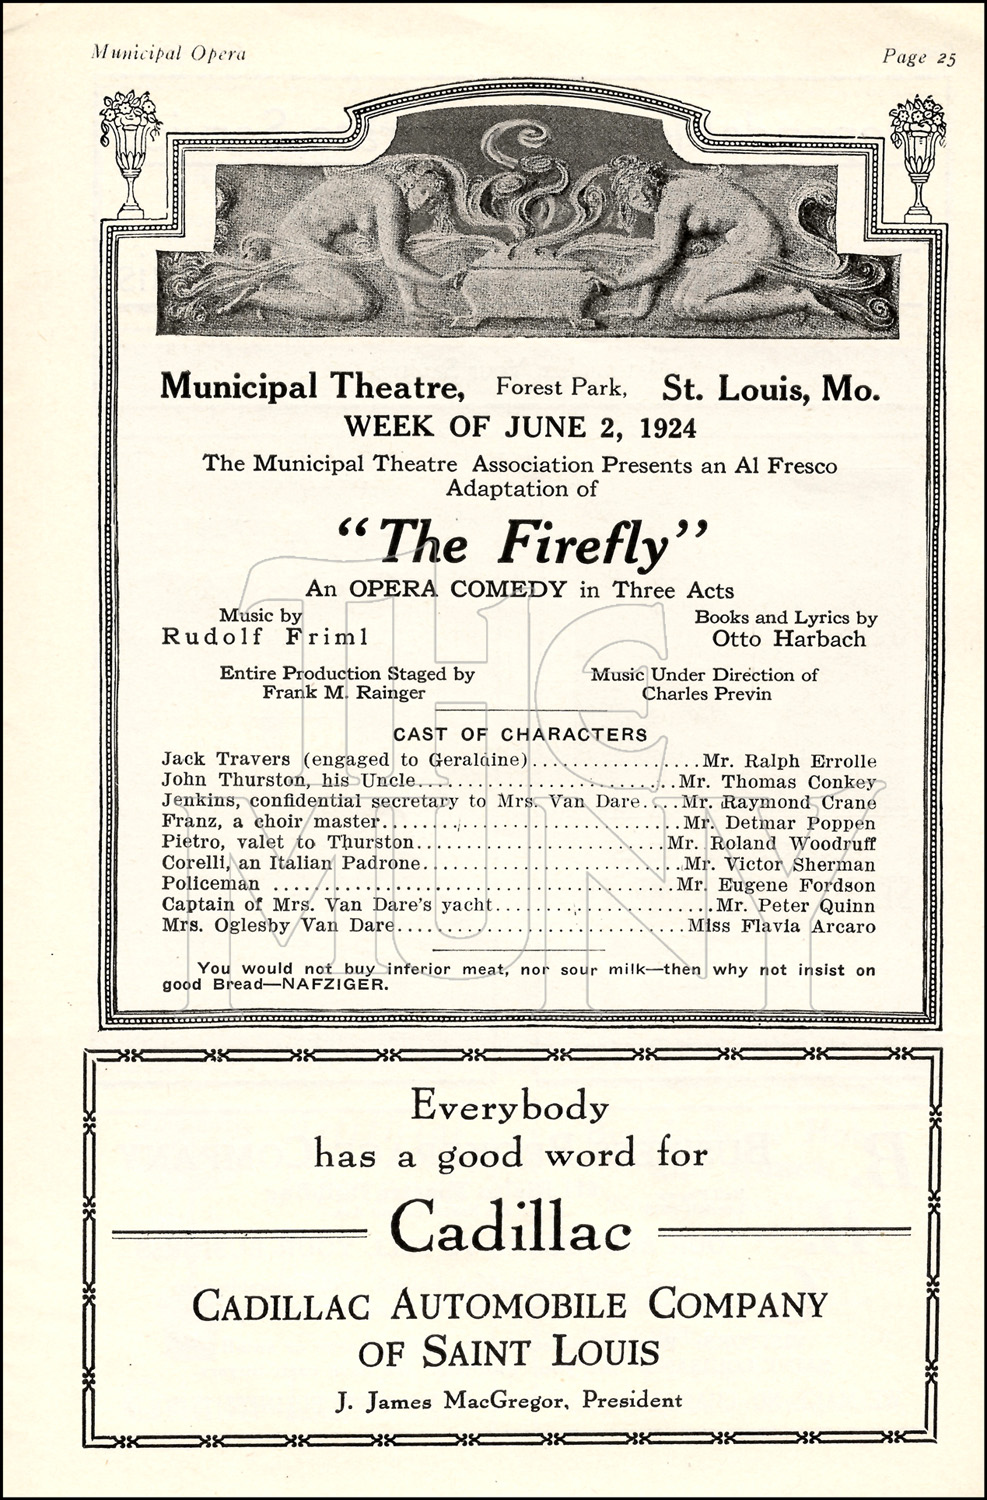 Municipal Opera
Page 25
Municipal Theatre, Forest Park, St. Louis, Mo.
WEEK OF JUNE 2, 1924
The Municipal Theatre Association Presents an Al Fresco
Adaptation of
"The Firefly"
An OPERA COMEDY in Three Acts
Music by
Rudolf Friml
Books and Lyrics by
Otto Harbach
Entire Production Staged by
Frank M. Rainger
Music Under Direction of
Charles Previn
CAST OF CHARACTERS
Jack Travers (engaged to Geraldine)................Mr. Ralph Errolle
John Thurston, his Uncle..........................Mr. Thomas Conkey
Jenkins, confidential secretary to Mrs. Van Dare....Mr. Raymond Crane
Franz, a choir master.............................Mr. Detmar Poppen
Pietro, valet to Thurston........................Mr. Roland Woodruff
Corelli, an Italian Padrone..........................Mr. Victor Sherman
Policeman .......................................Mr. Eugene Fordson
Captain of Mrs. Van Dare's yacht......................Mr. Peter Quinn
Mrs. Oglesby Van Dare............................Miss Flavia Arcaro
You would not buy inferior meat, nor sour milk—then why not insist on
good Bread—NAFZIGER.
THE
MUNY
Everybody
has a good word for
Cadillac
CADILLAC AUTOMOBILE COMPANY
OF SAINT LOUIS
J. James MacGregor, President